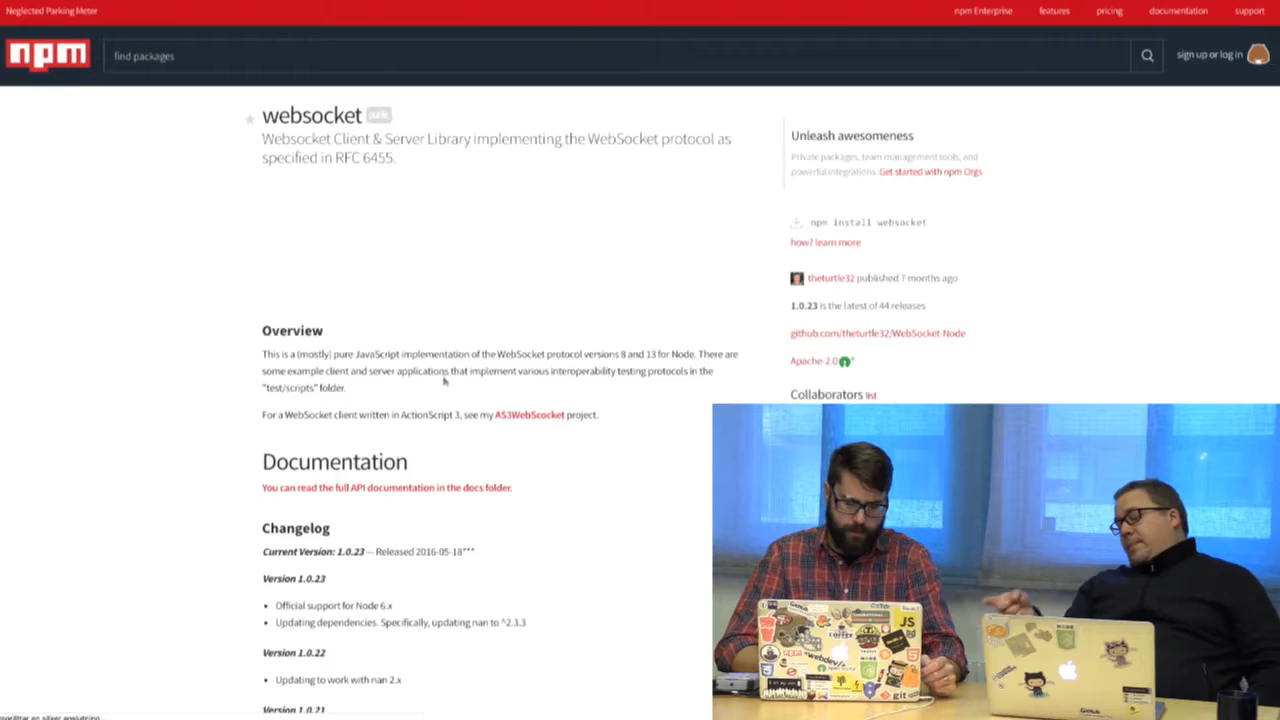 Neglected Parking Meter
npm Enterprise features pricing documentation support
npm find packages sign up or log in
websocket public
Websocket Client & Server Library implementing the WebSocket protocol as
specified in RFC 6455.
Unleash awesomeness
Private packages, team management tools, and
powerful integrations. Get started with npm Orgs
npm install websocket
how? learn more
theturtle32 published 7 months ago
1.0.23 is the latest of 44 releases
github.com/theturtle32/WebSocket-Node
Apache-2.0
Collaborators list
Overview
This is a (mostly) pure JavaScript implementation of the WebSocket protocol versions 8 and 13 for Node. There are
some example client and server applications that implement various interoperability testing protocols in the
"test/scripts" folder.
For a WebSocket client written in ActionScript 3, see my AS3WebScocket project.
Documentation
You can read the full API documentation in the docs folder.
Changelog
Current Version: 1.0.23 — Released 2016-05-18***
Version 1.0.23
• Official support for Node 6.x
• Updating dependencies. Specifically, updating nan to ^2.3.3
Version 1.0.22
• Updating to work with nan 2.x
Version 1.0.21
GitHub
JS
COFFEE
npm
webdev/>
git
GitHub